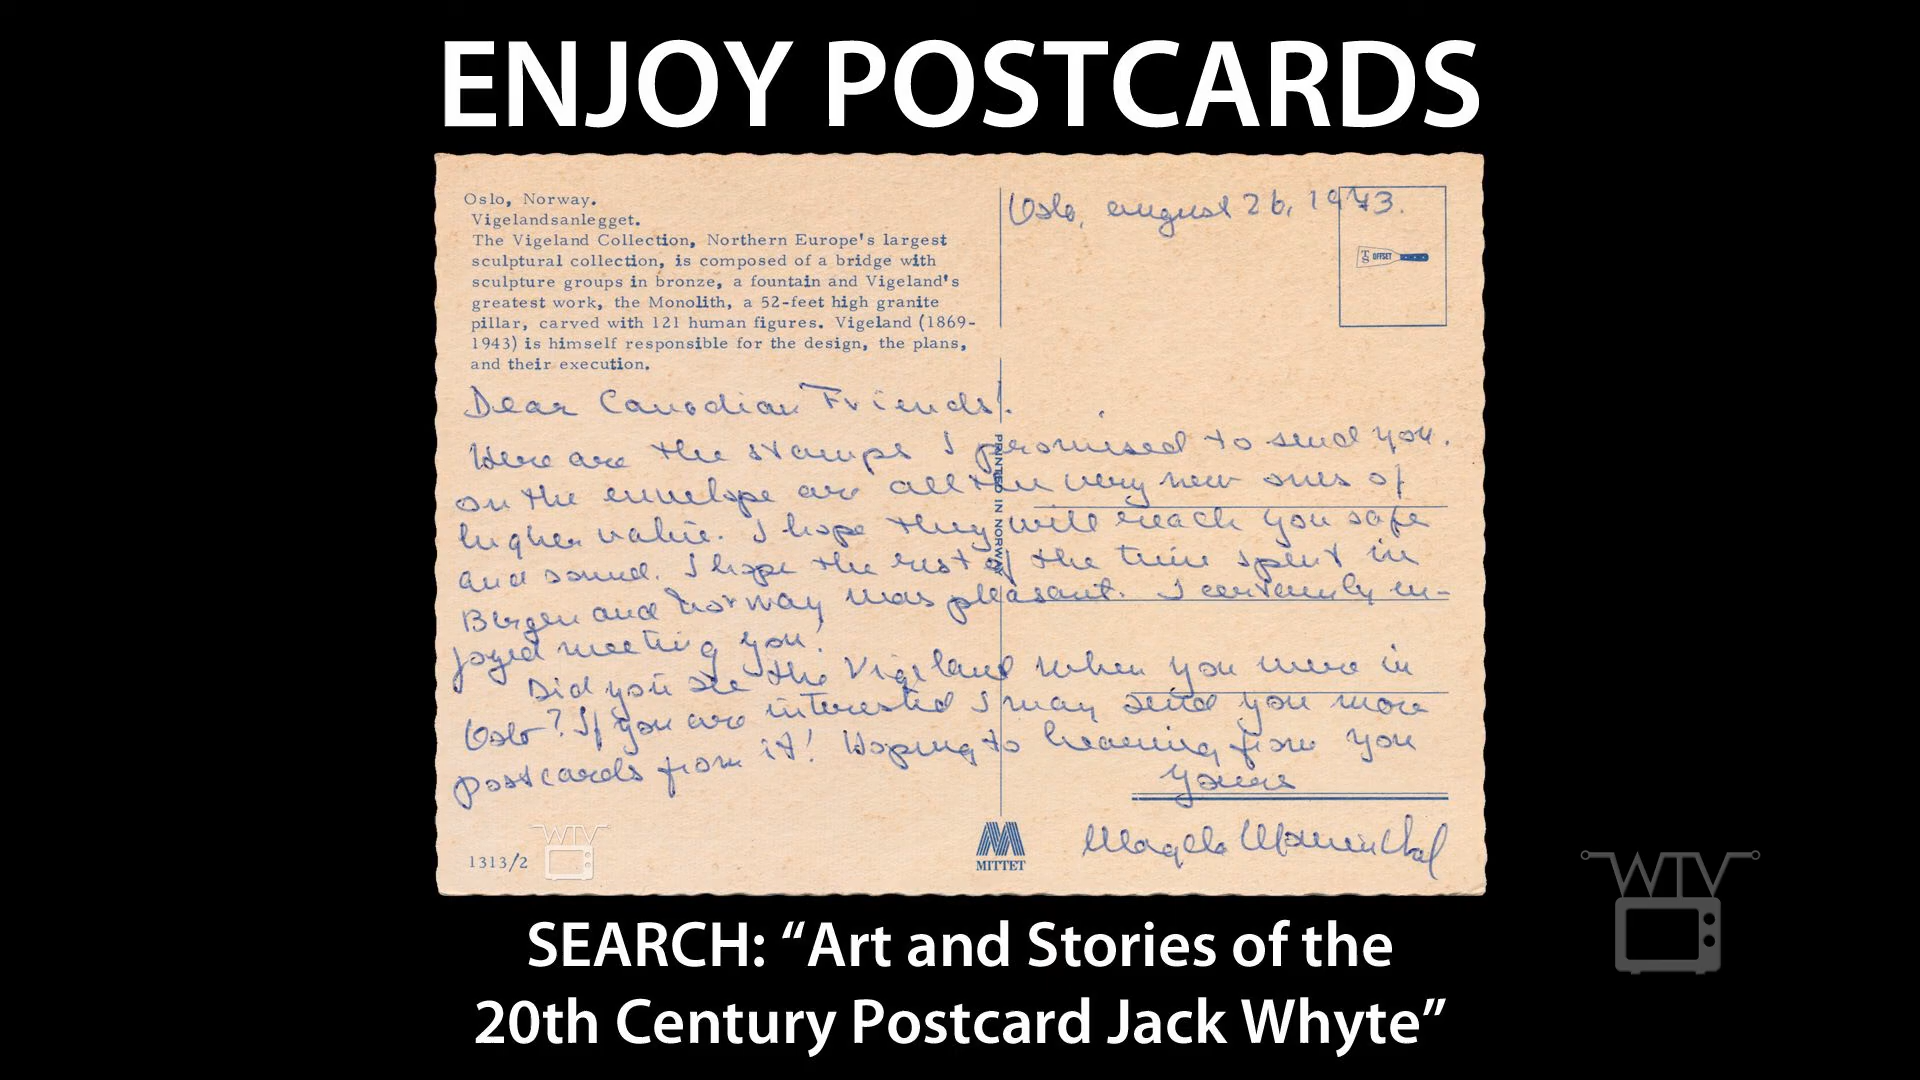 ENJOY POSTCARDS
Oslo, Norway.
Vigelandsanlegget.
The Vigeland Collection, Northern Europe's largest
sculptural collection, is composed of a bridge with
sculpture groups in bronze, a fountain and Vigeland's
greatest work, the Monolith, a 52-feet high granite
pillar, carved with 121 human figures. Vigeland (1869-
1943) is himself responsible for the design, the plans,
and their execution.
Oslo, august 26, 1973.
TS OFFSET
Dear Canadian Friends!
Here are the stamps I promised to send you.
on the envelope are all the very new ones of
higher value. I hope they will reach you safe
and sound. I hope the rest of the time spent in
Bergen and Norway was pleasant. I certainly en-
joyed meeting you!
Did you see the Vigeland when you were in
Oslo? If you are interested I may send you more
postcards from it! Hoping to hearing from you
Yours
PRINTED IN NORWAY
1313/2
WTV
MITTET
WTV
SEARCH: “Art and Stories of the
20th Century Postcard Jack Whyte”